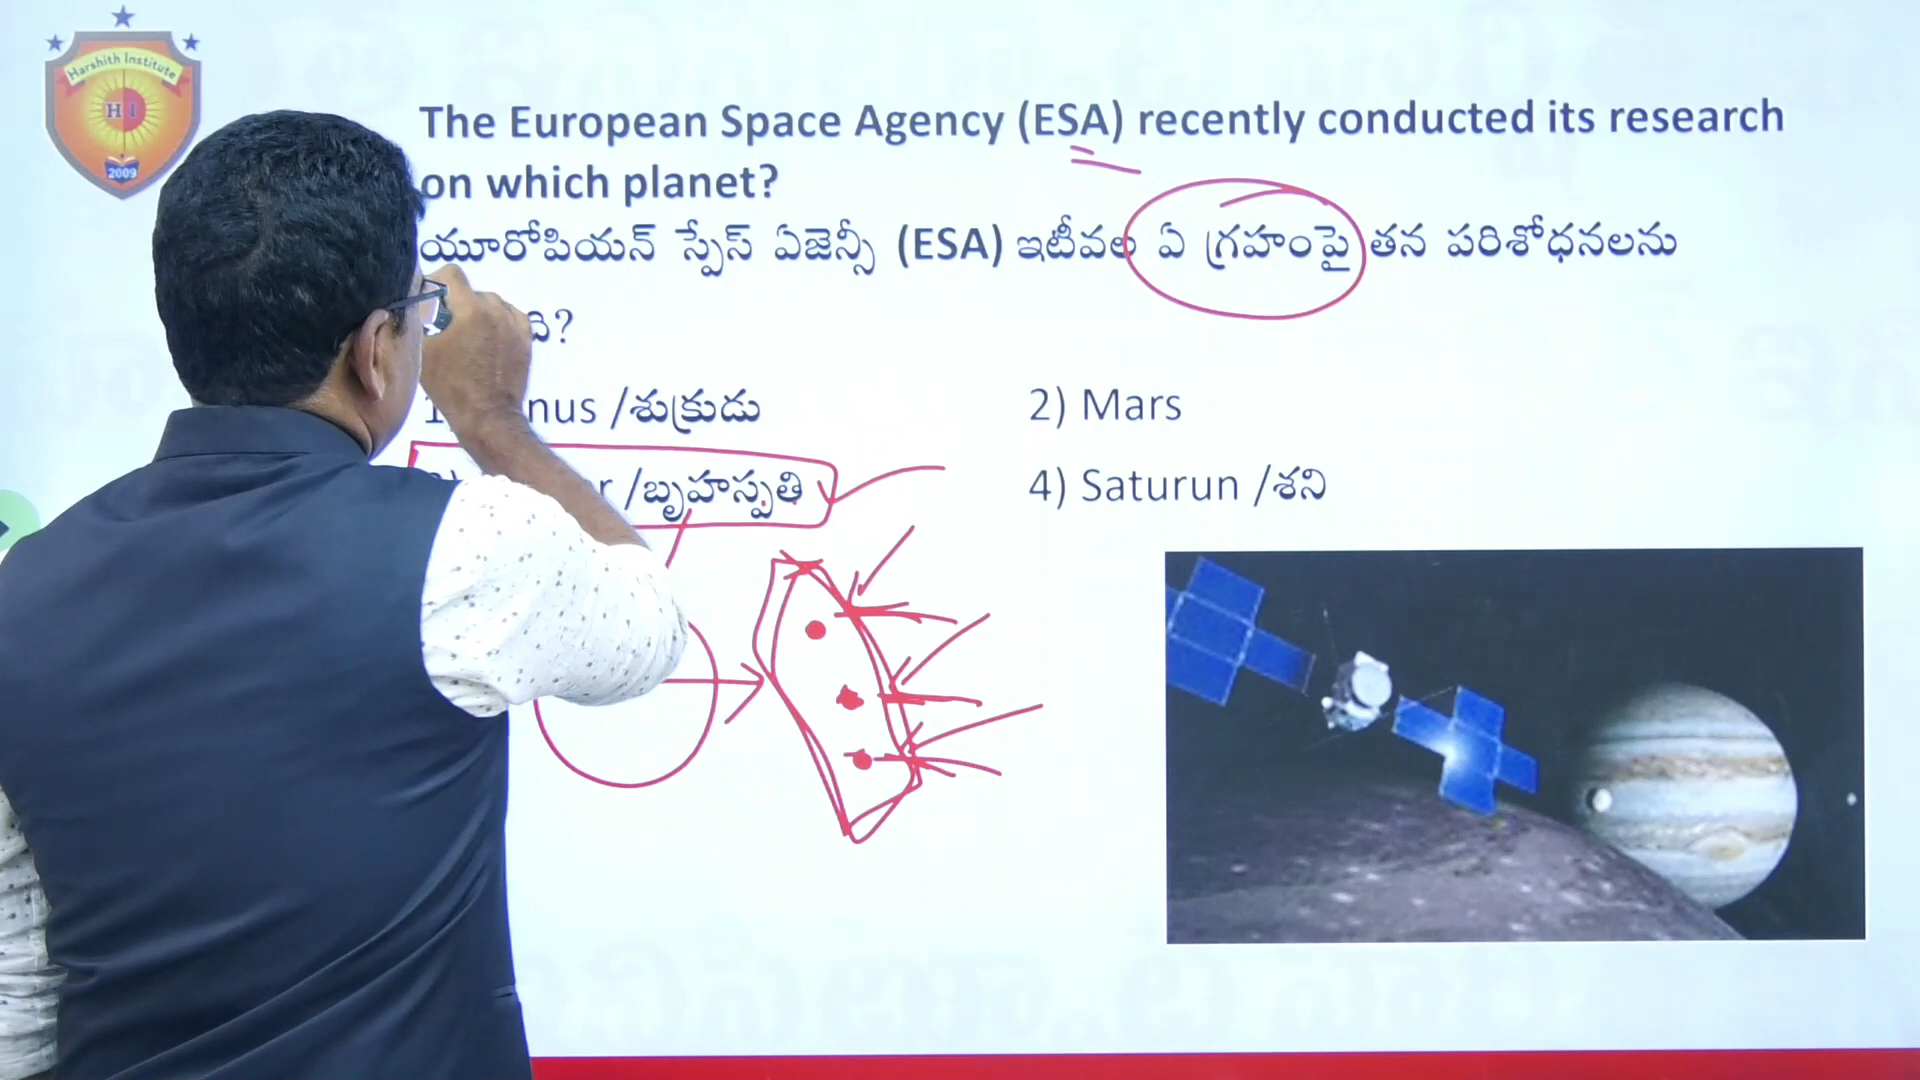 Harshith Institute
H I
2009
The European Space Agency (ESA) recently conducted its research
on which planet?
యూరోపియన్ స్పేస్ ఏజెన్సీ (ESA) ఇటీవల ఏ గ్రహంపై తన పరిశోధనలను
ది?
/శుక్రుడు
2) Mars
/బృహస్పతి
4) Saturun /శని